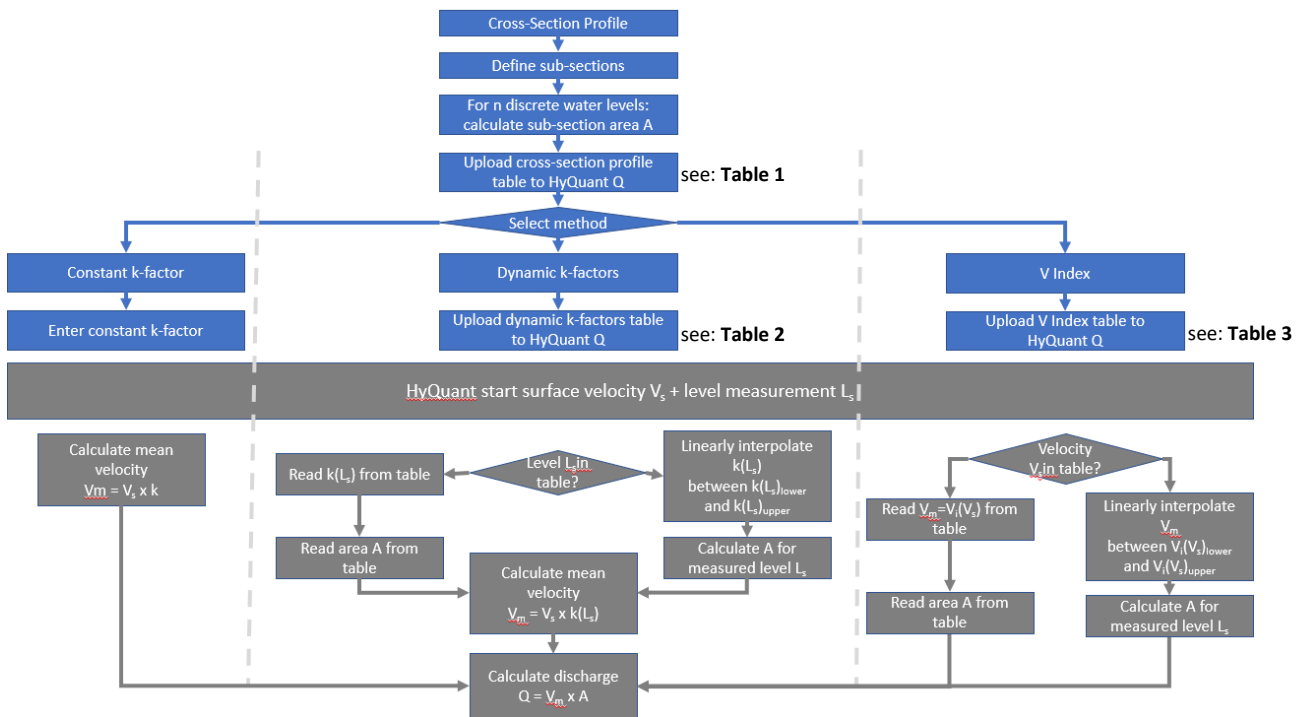 Cross-Section Profile
Define sub-sections
For n discrete water levels:
calculate sub-section area A
Upload cross-section profile
table to HyQuant Q
see: Table 1
Select method
Constant k-factor
Dynamic k-factors
V Index
Enter constant k-factor
Upload dynamic k-factors table
to HyQuant Q
see: Table 2
Upload V Index table to
HyQuant Q
see: Table 3
HyQuant start surface velocity Vs + level measurement Ls
Calculate mean
velocity
Vm = Vs x k
Read k(Ls) from table
Level Ls in
table?
Linearly interpolate
k(Ls)
between k(Ls)lower
and k(Ls)upper
Read area A from
table
Calculate A for
measured level Ls
Calculate mean
velocity
Vm = Vs x k(Ls)
Velocity
Vs in table?
Read Vm=Vi(Vs) from
table
Linearly interpolate
Vm
between Vi(Vs)lower
and Vi(Vs)upper
Read area A from
table
Calculate A for
measured level Ls
Calculate discharge
Q = Vm x A